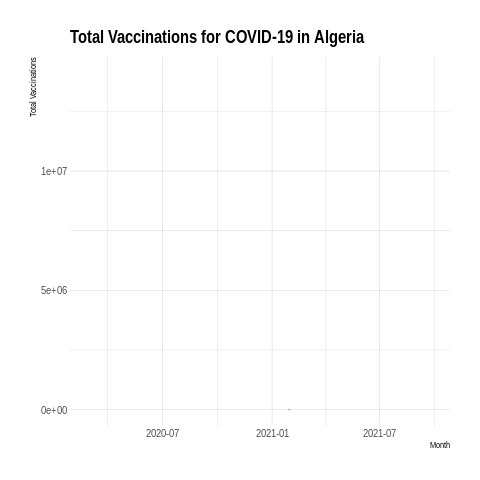 Total Vaccinations for COVID-19 in Algeria
Total Vaccinations
1e+07
5e+06
0e+00
2020-07 2021-01 2021-07
Month